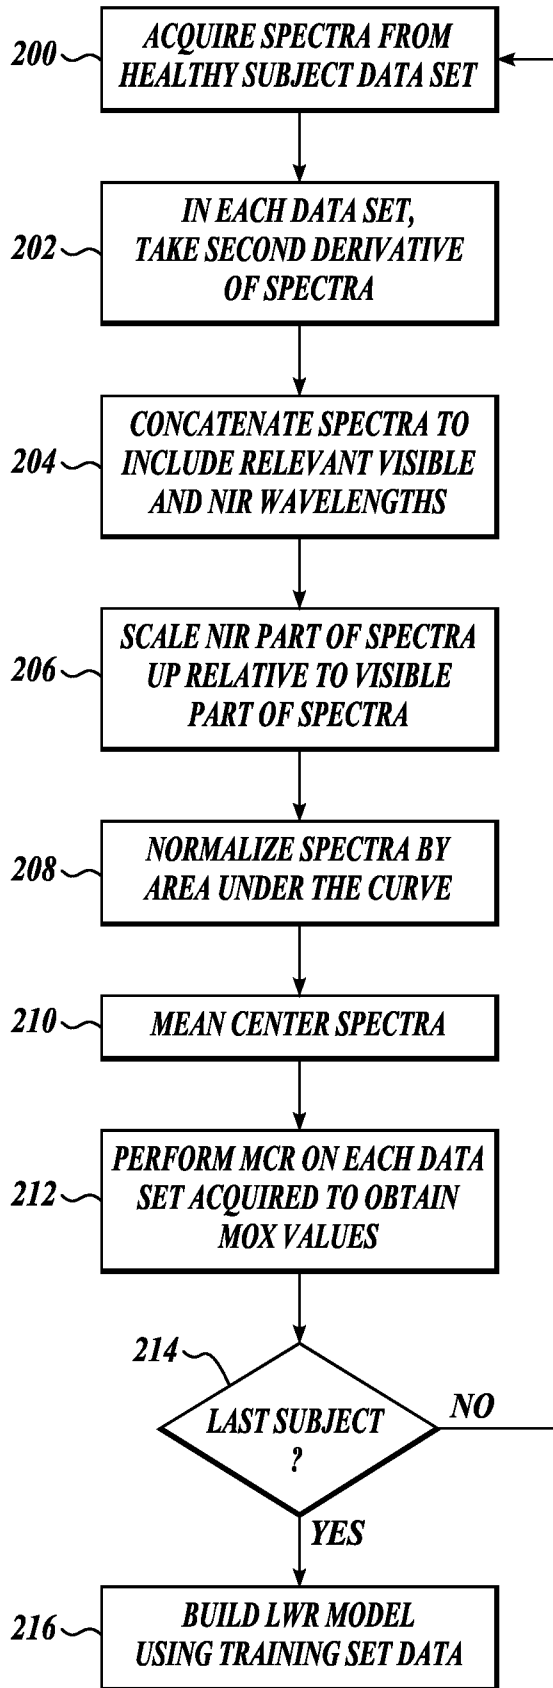 200
ACQUIRE SPECTRA FROM
HEALTHY SUBJECT DATA SET
202
IN EACH DATA SET,
TAKE SECOND DERIVATIVE
OF SPECTRA
204
CONCATENATE SPECTRA TO
INCLUDE RELEVANT VISIBLE
AND NIR WAVELENGTHS
206
SCALE NIR PART OF SPECTRA
UP RELATIVE TO VISIBLE
PART OF SPECTRA
208
NORMALIZE SPECTRA BY
AREA UNDER THE CURVE
210
MEAN CENTER SPECTRA
212
PERFORM MCR ON EACH DATA
SET ACQUIRED TO OBTAIN
MOX VALUES
214
LAST SUBJECT
?
NO
YES
216
BUILD LWR MODEL
USING TRAINING SET DATA